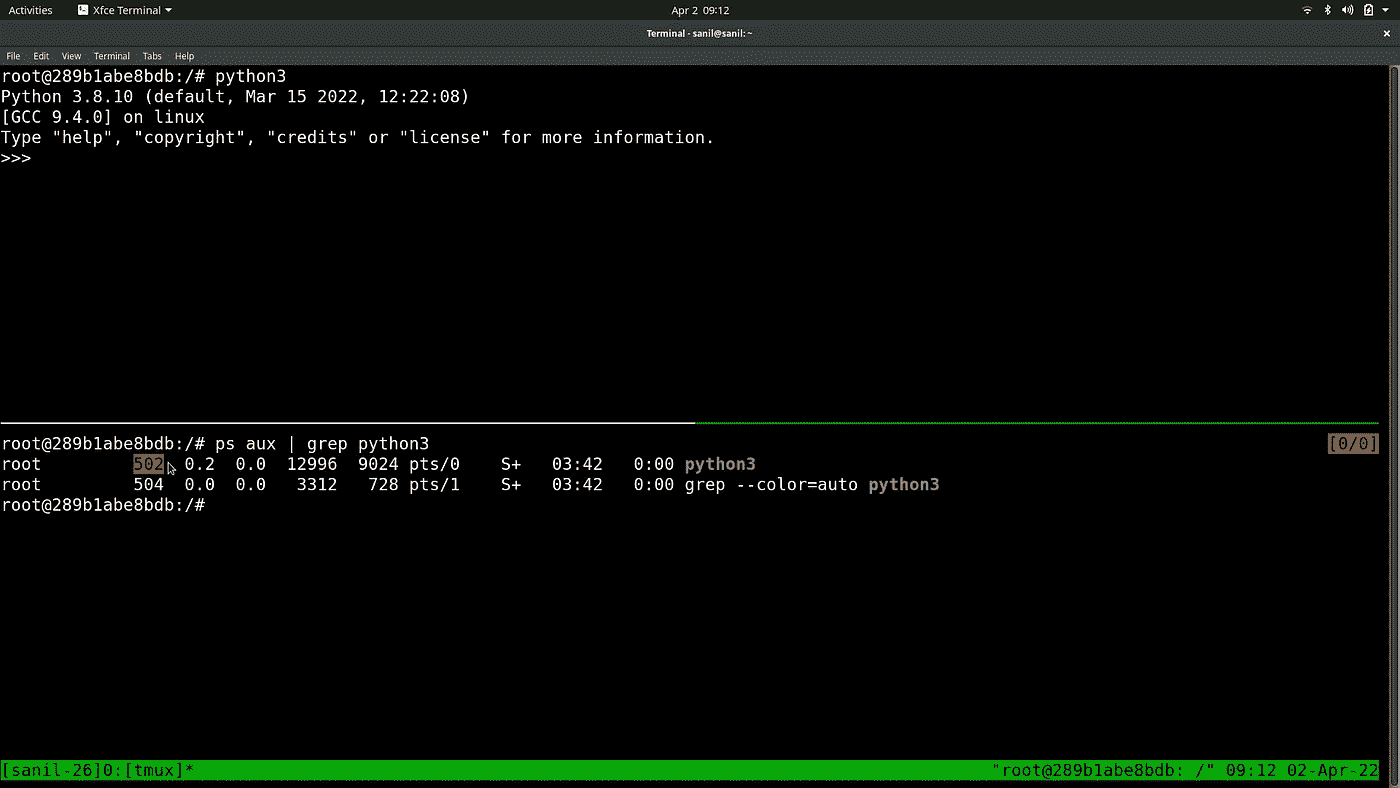 Activities Xfce Terminal Apr 2 09:12
Terminal - sanil@sanil: ~
File Edit View Terminal Tabs Help
root@289b1abe8bdb:/# python3
Python 3.8.10 (default, Mar 15 2022, 12:22:08)
[GCC 9.4.0] on linux
Type "help", "copyright", "credits" or "license" for more information.
>>>
root@289b1abe8bdb:/# ps aux | grep python3 [0/0]
root 502 0.2 0.0 12996 9024 pts/0 S+ 03:42 0:00 python3
root 504 0.0 0.0 3312 728 pts/1 S+ 03:42 0:00 grep --color=auto python3
root@289b1abe8bdb:/#
[sanil-26]0:[tmux]* "root@289b1abe8bdb: /" 09:12 02-Apr-22